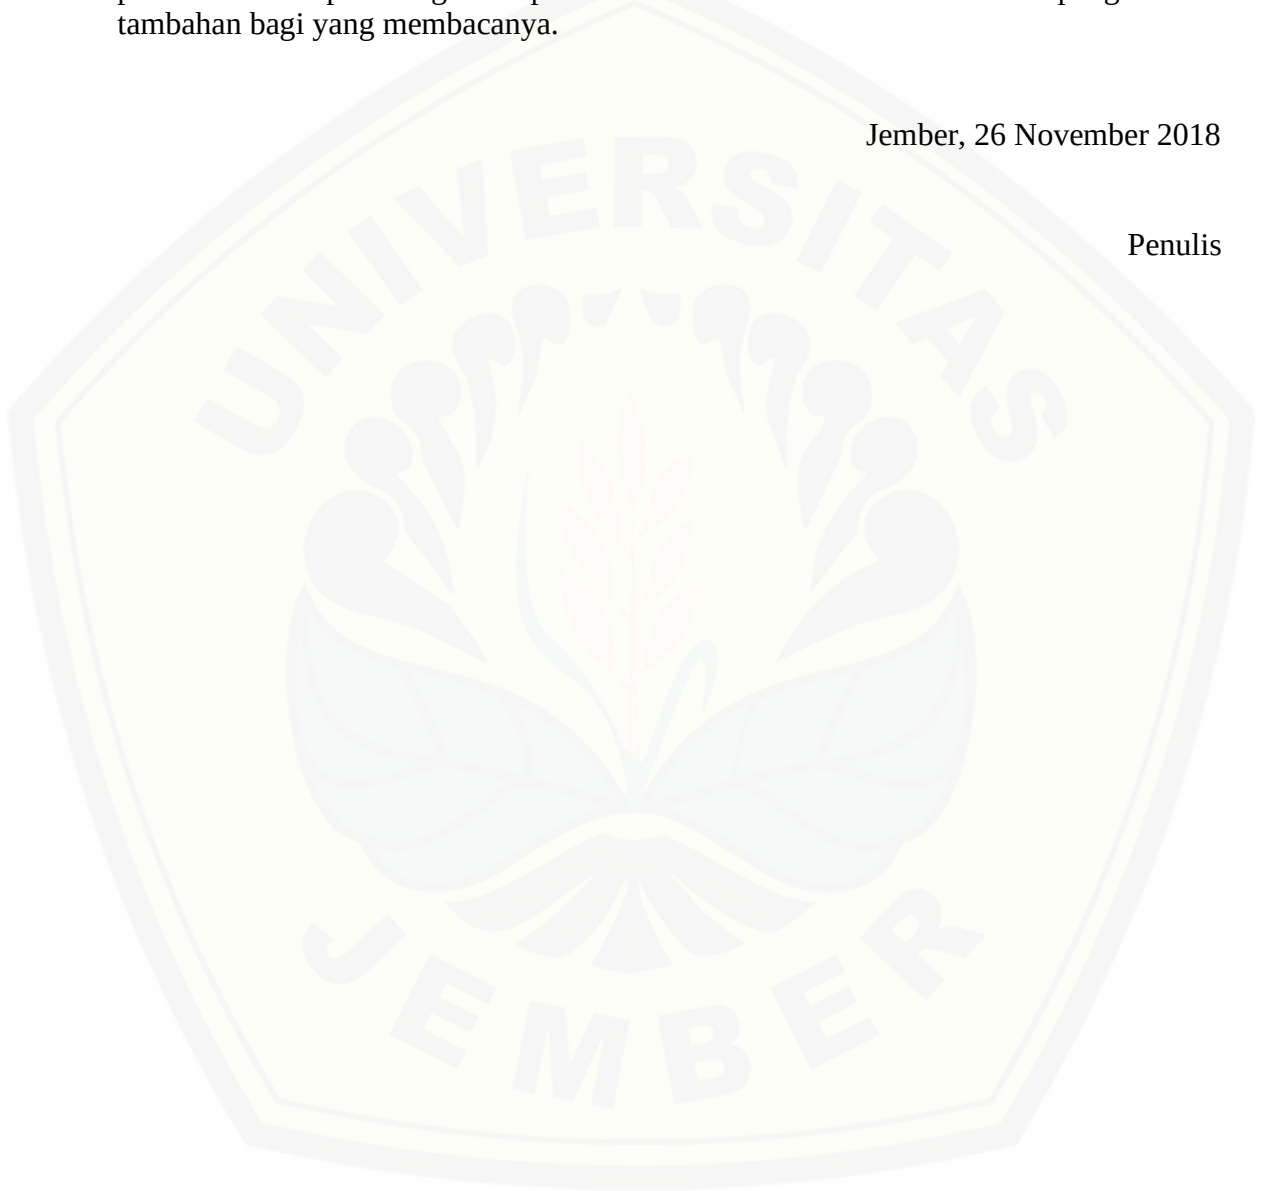 tambahan bagi yang membacanya.
Jember, 26 November 2018
Penulis
UNIVERSITAS
JEMBER